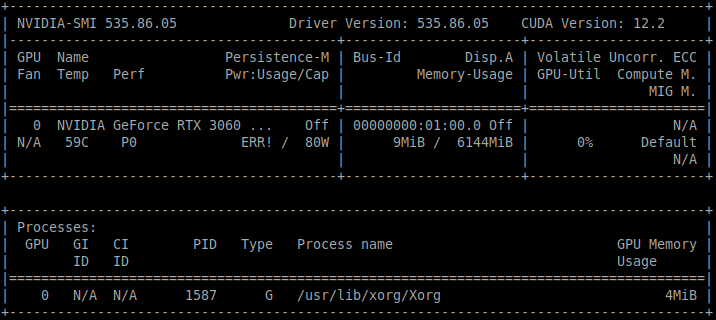 +-----------------------------------------------------------------------------------------+
| NVIDIA-SMI 535.86.05              Driver Version: 535.86.05    CUDA Version: 12.2     |
|-----------------------------------------+----------------------+----------------------+
| GPU  Name                    Persistence-M | Bus-Id        Disp.A | Volatile Uncorr. ECC |
| Fan  Temp   Perf          Pwr:Usage/Cap |         Memory-Usage | GPU-Util  Compute M. |
|                                         |                      |               MIG M. |
|=========================================+======================+======================|
|   0  NVIDIA GeForce RTX 3060 ...    Off | 00000000:01:00.0 Off |                  N/A |
| N/A   59C    P0              ERR! /  80W |      9MiB /  6144MiB |      0%      Default |
|                                         |                      |                  N/A |
+-----------------------------------------+----------------------+----------------------+
+---------------------------------------------------------------------------------------+
| Processes:                                                                            |
|  GPU   GI   CI        PID   Type   Process name                            GPU Memory |
|        ID   ID                                                             Usage      |
|=======================================================================================|
|    0   N/A  N/A      1587      G   /usr/lib/xorg/Xorg                            4MiB |
+---------------------------------------------------------------------------------------+